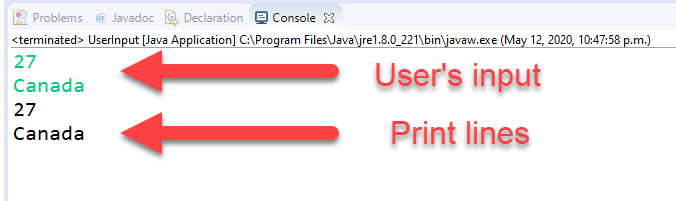 Problems @ Javadoc Declaration Console
<terminated> UserInput [Java Application] C:\Program Files\Java\jre1.8.0_221\bin\javaw.exe (May 12, 2020, 10:47:58 p.m.)
27
Canada
User's input
27
Canada
Print lines